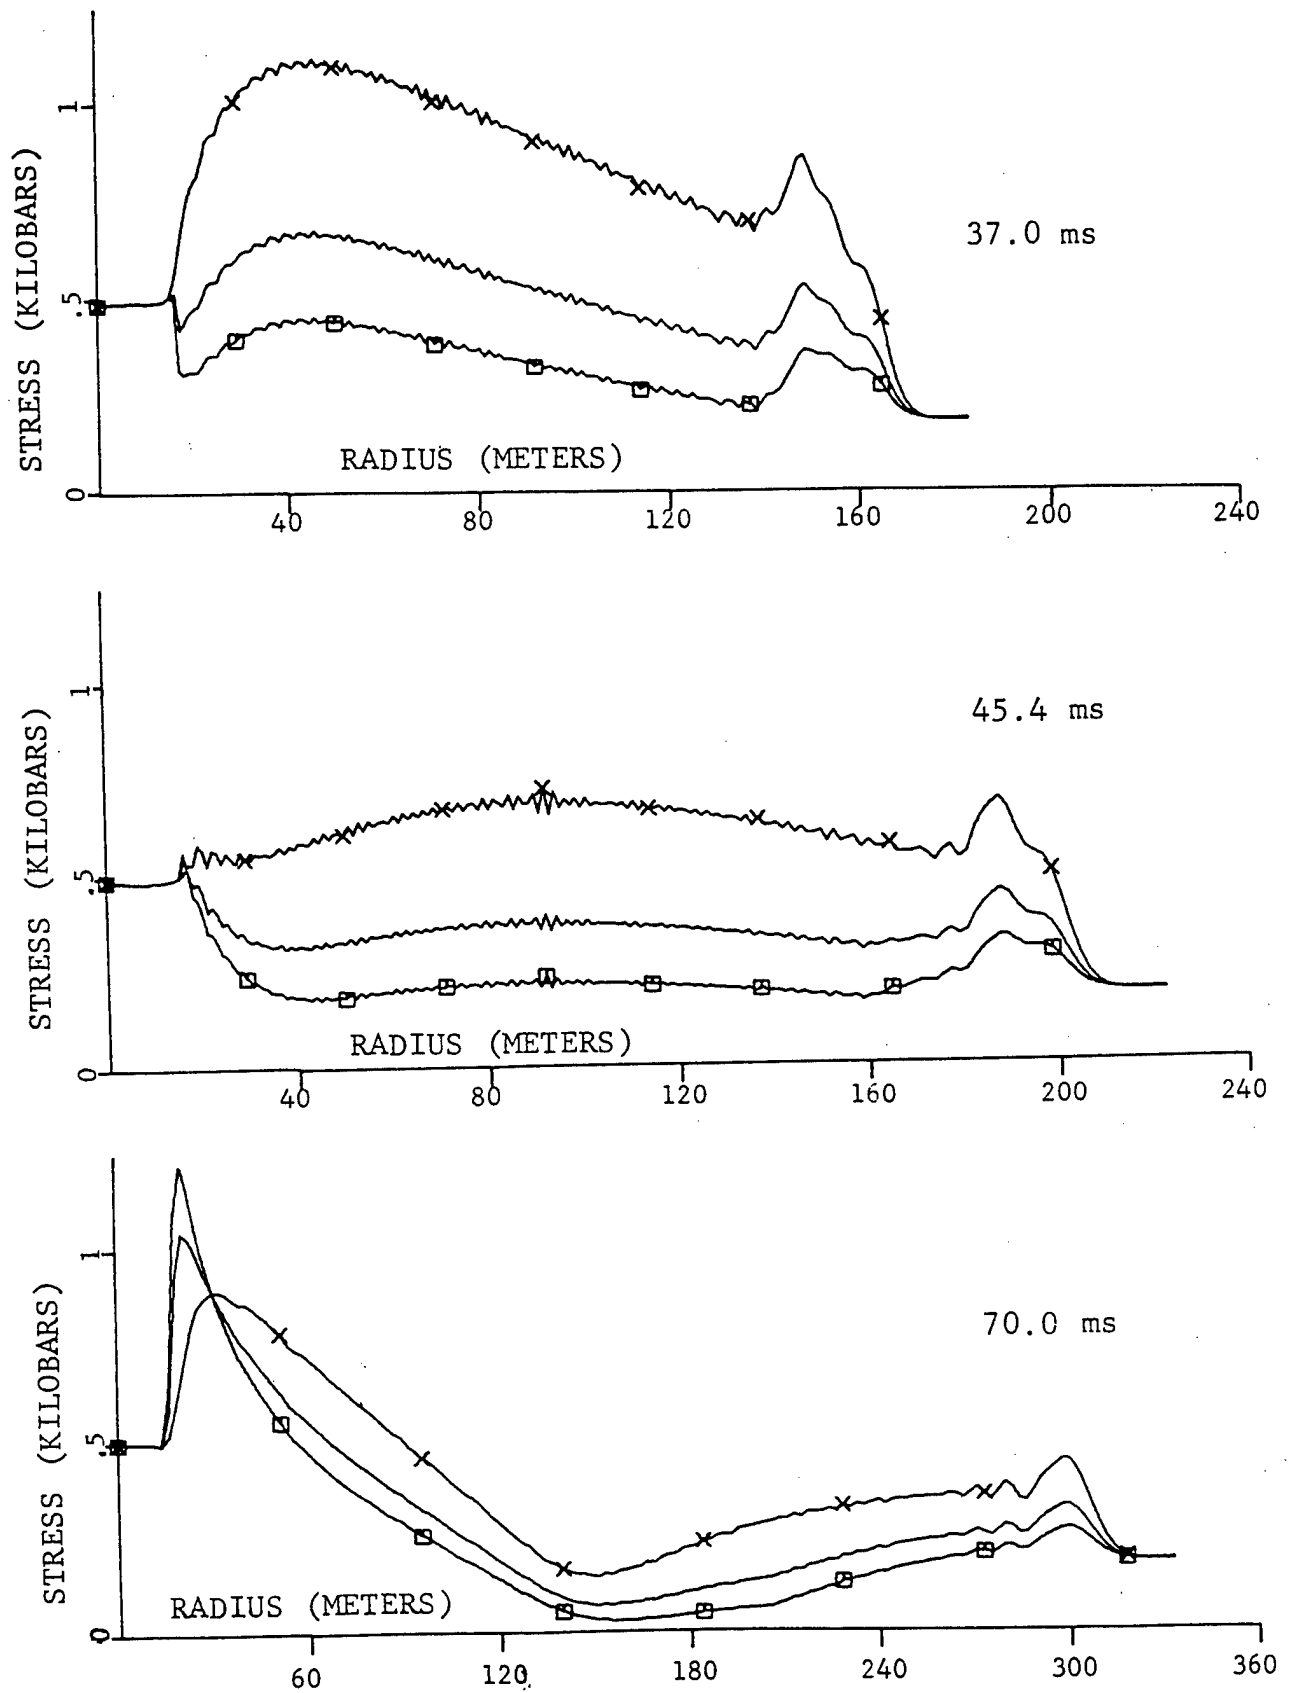 STRESS (KILOBARS)
1
.5
0
37.0 ms
RADIUS (METERS)
40 80 120 160 200 240
STRESS (KILOBARS)
1
.5
0
45.4 ms
RADIUS (METERS)
40 80 120 160 200 240
STRESS (KILOBARS)
1
.5
0
70.0 ms
RADIUS (METERS)
60 120 180 240 300 360